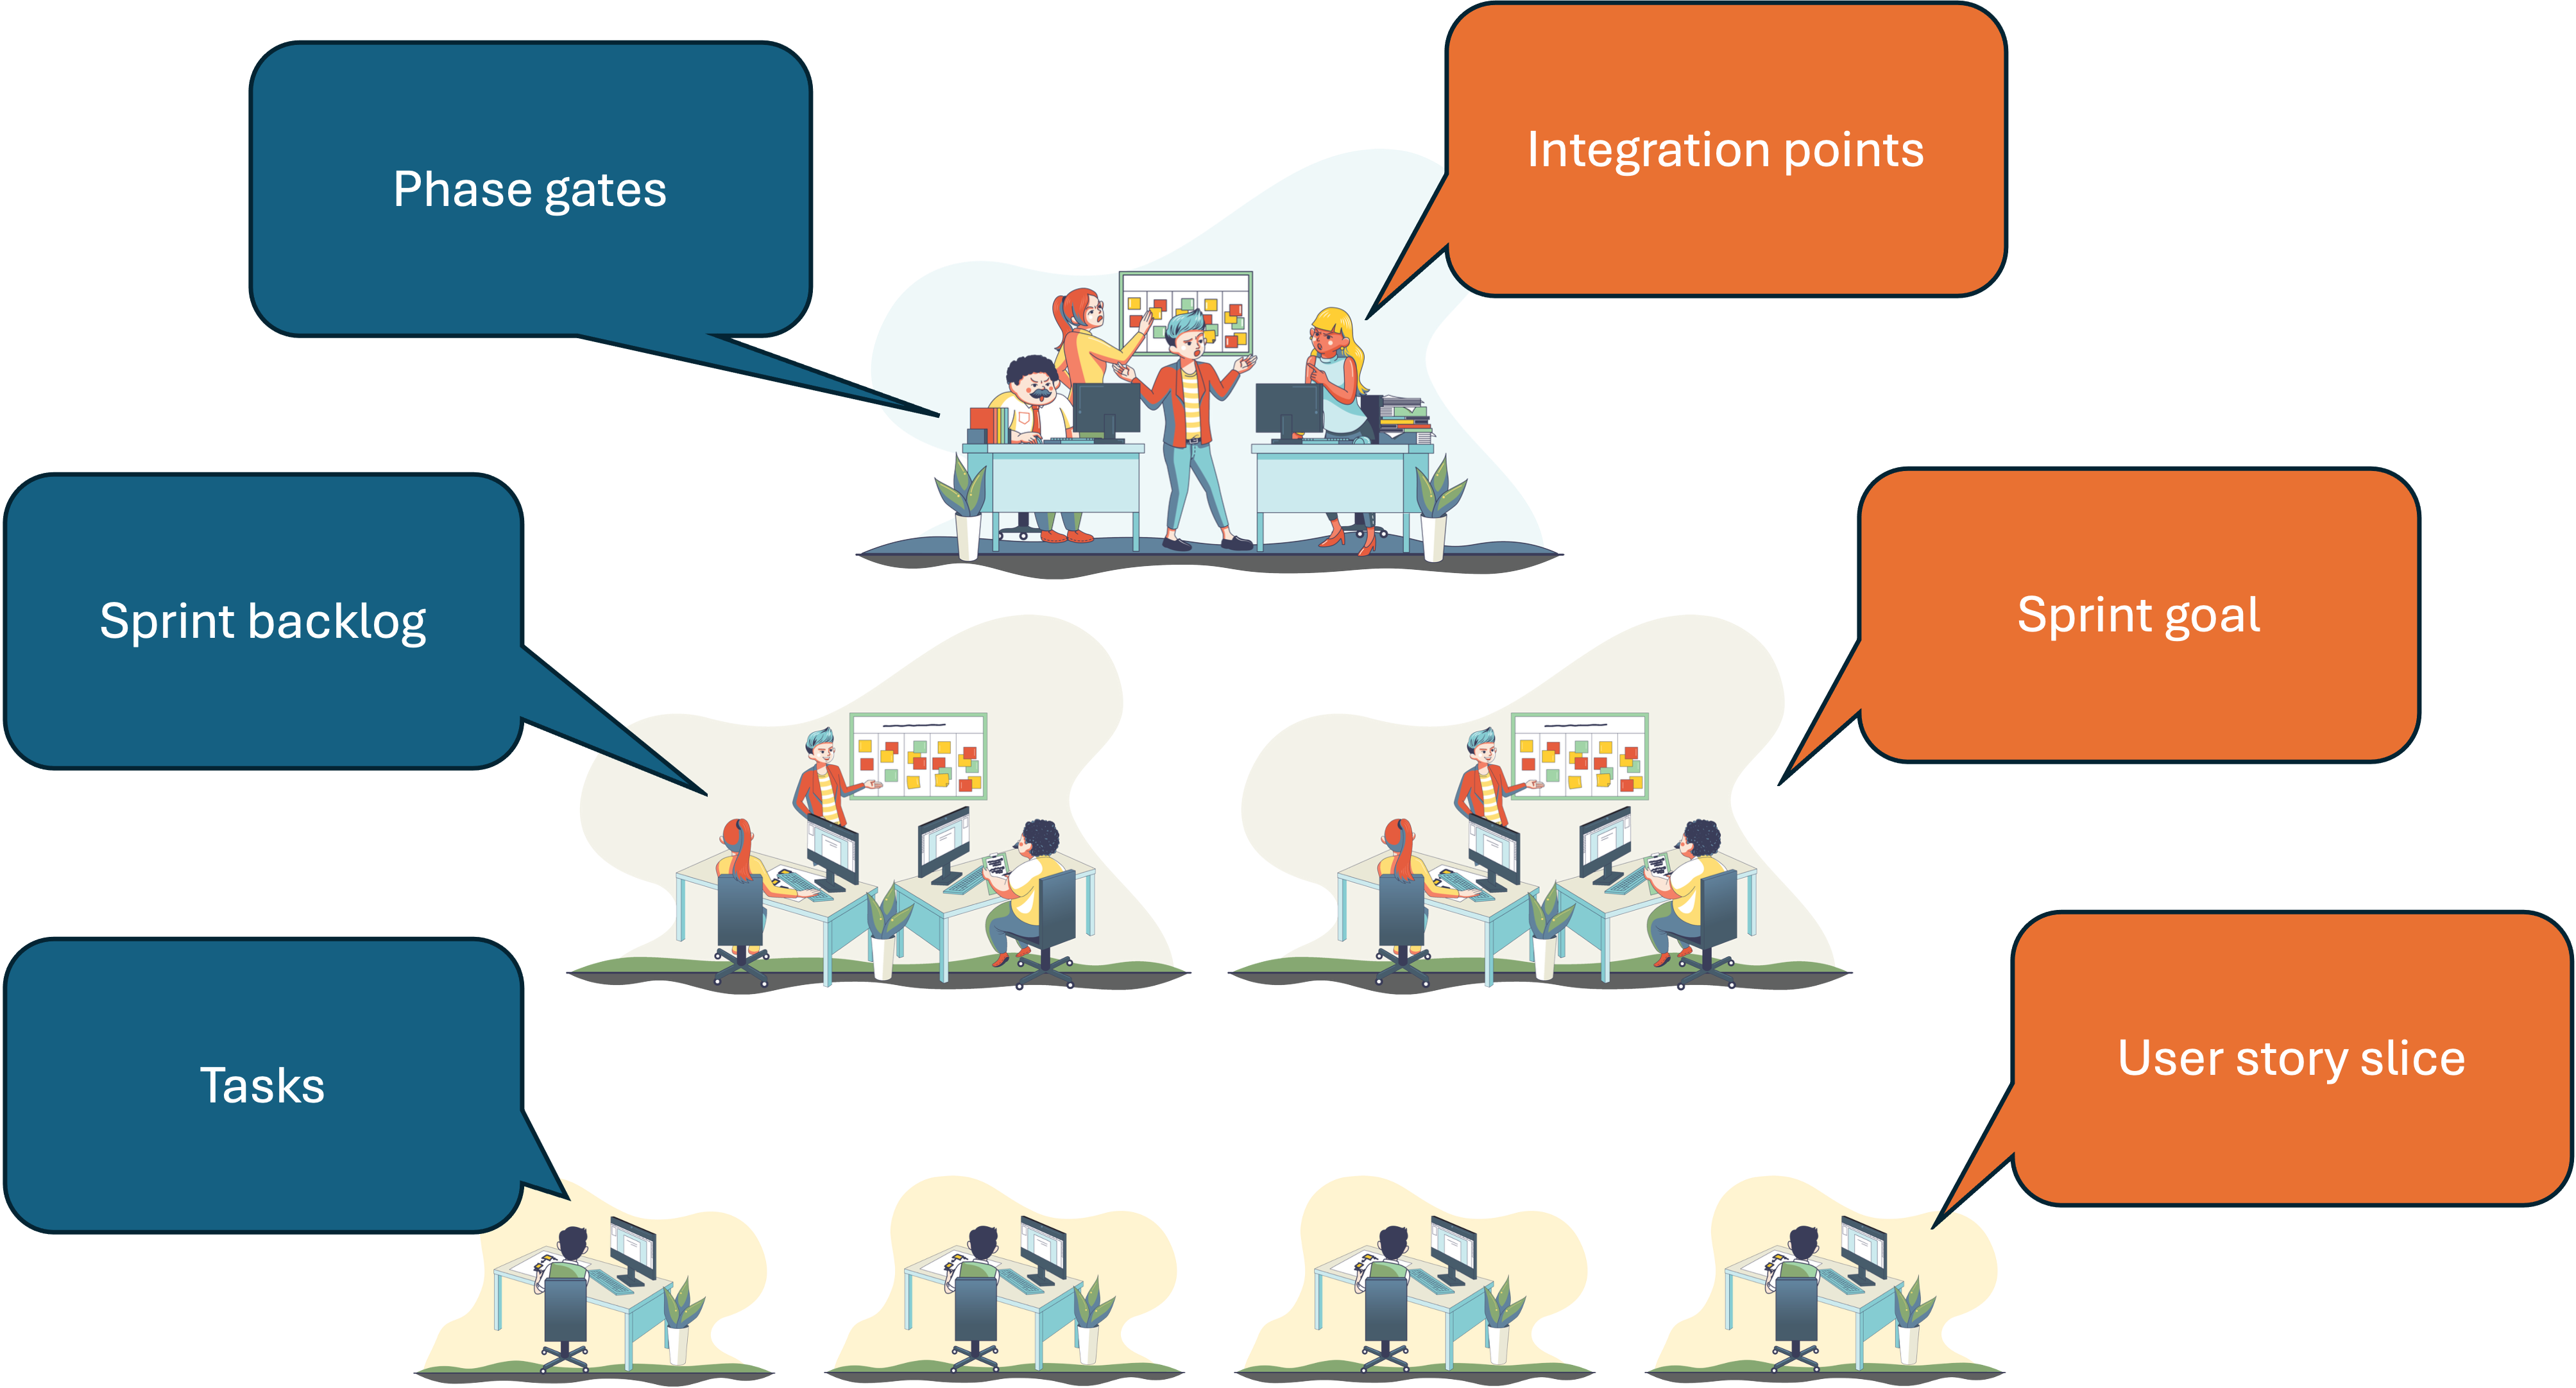 Phase gates
Integration points
Sprint backlog
Sprint goal
Tasks
User story slice